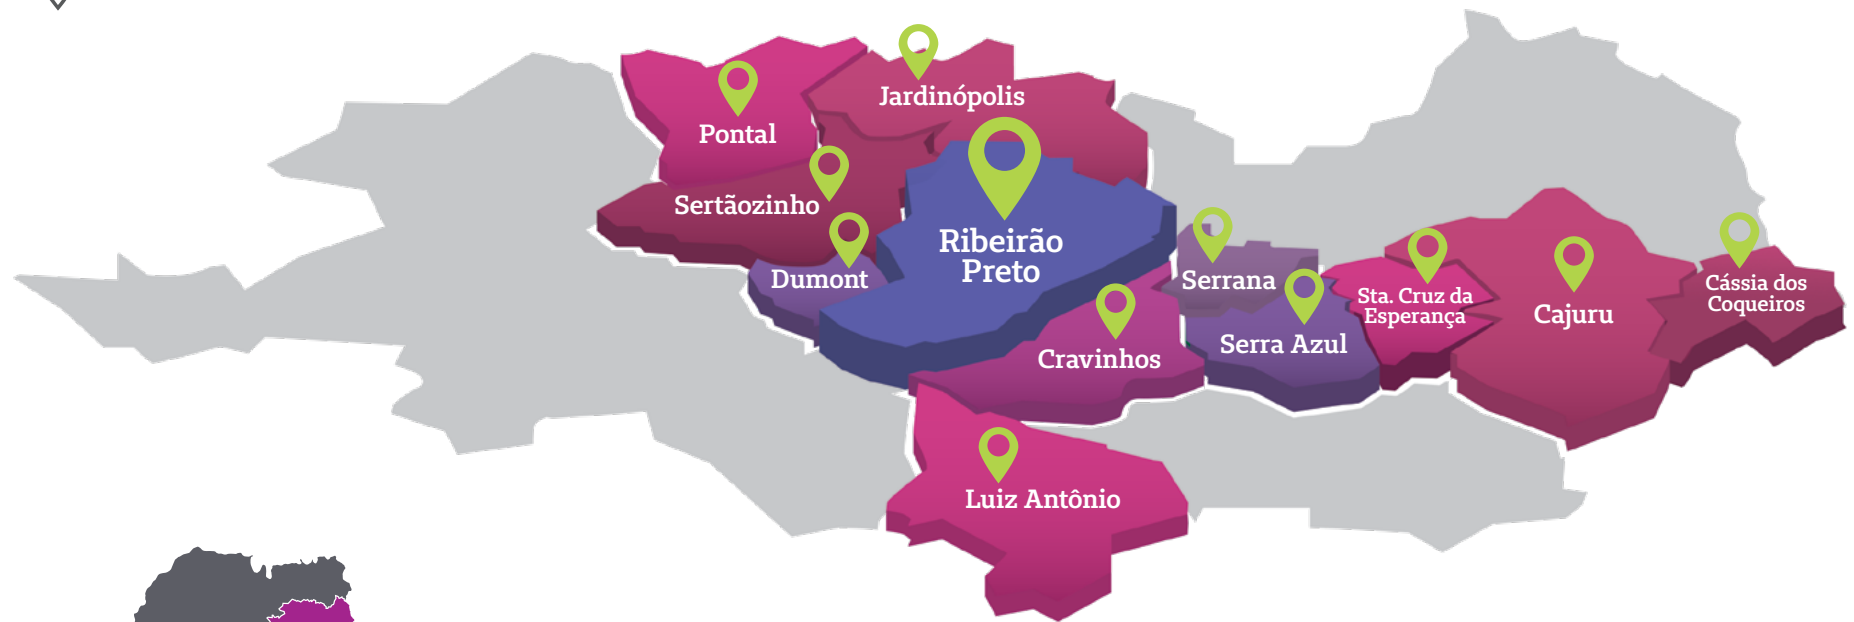 Jardinópolis
Pontal
Sertãozinho
Ribeirão
Preto
Dumont
Serrana
Sta. Cruz da
Esperança
Cajuru
Cássia dos
Coqueiros
Serra Azul
Cravinhos
Luiz Antônio